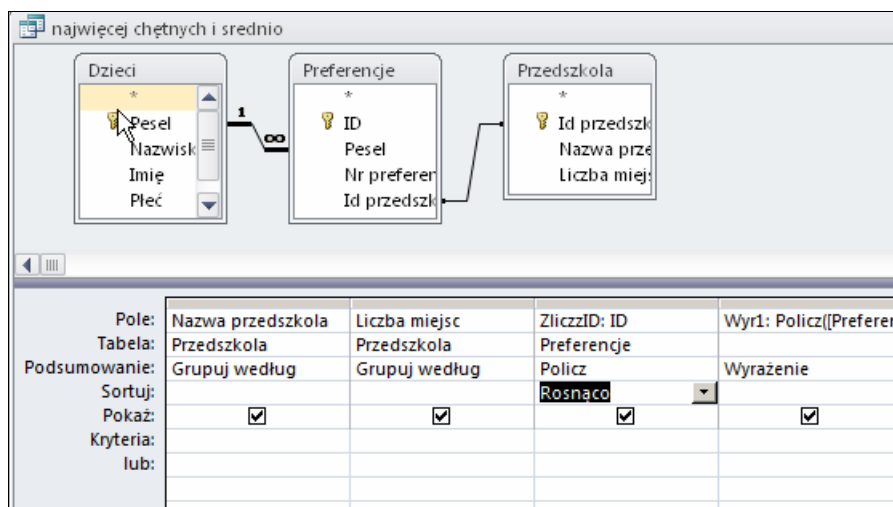 najwięcej chętnych i srednio
Dzieci
*
Pesel
Nazwisk
Imię
Płeć
1
∞
Preferencje
*
ID
Pesel
Nr preferen
Id przedszk
Przedszkola
*
Id przedszk
Nazwa prze
Liczba miejs
Pole: Nazwa przedszkola Liczba miejsc ZliczzID: ID Wyr1: Policz([Preferen
Tabela: Przedszkola Przedszkola Preferencje
Podsumowanie: Grupuj według Grupuj według Policz Wyrażenie
Sortuj: Rosnąco
Pokaż:
Kryteria:
lub: